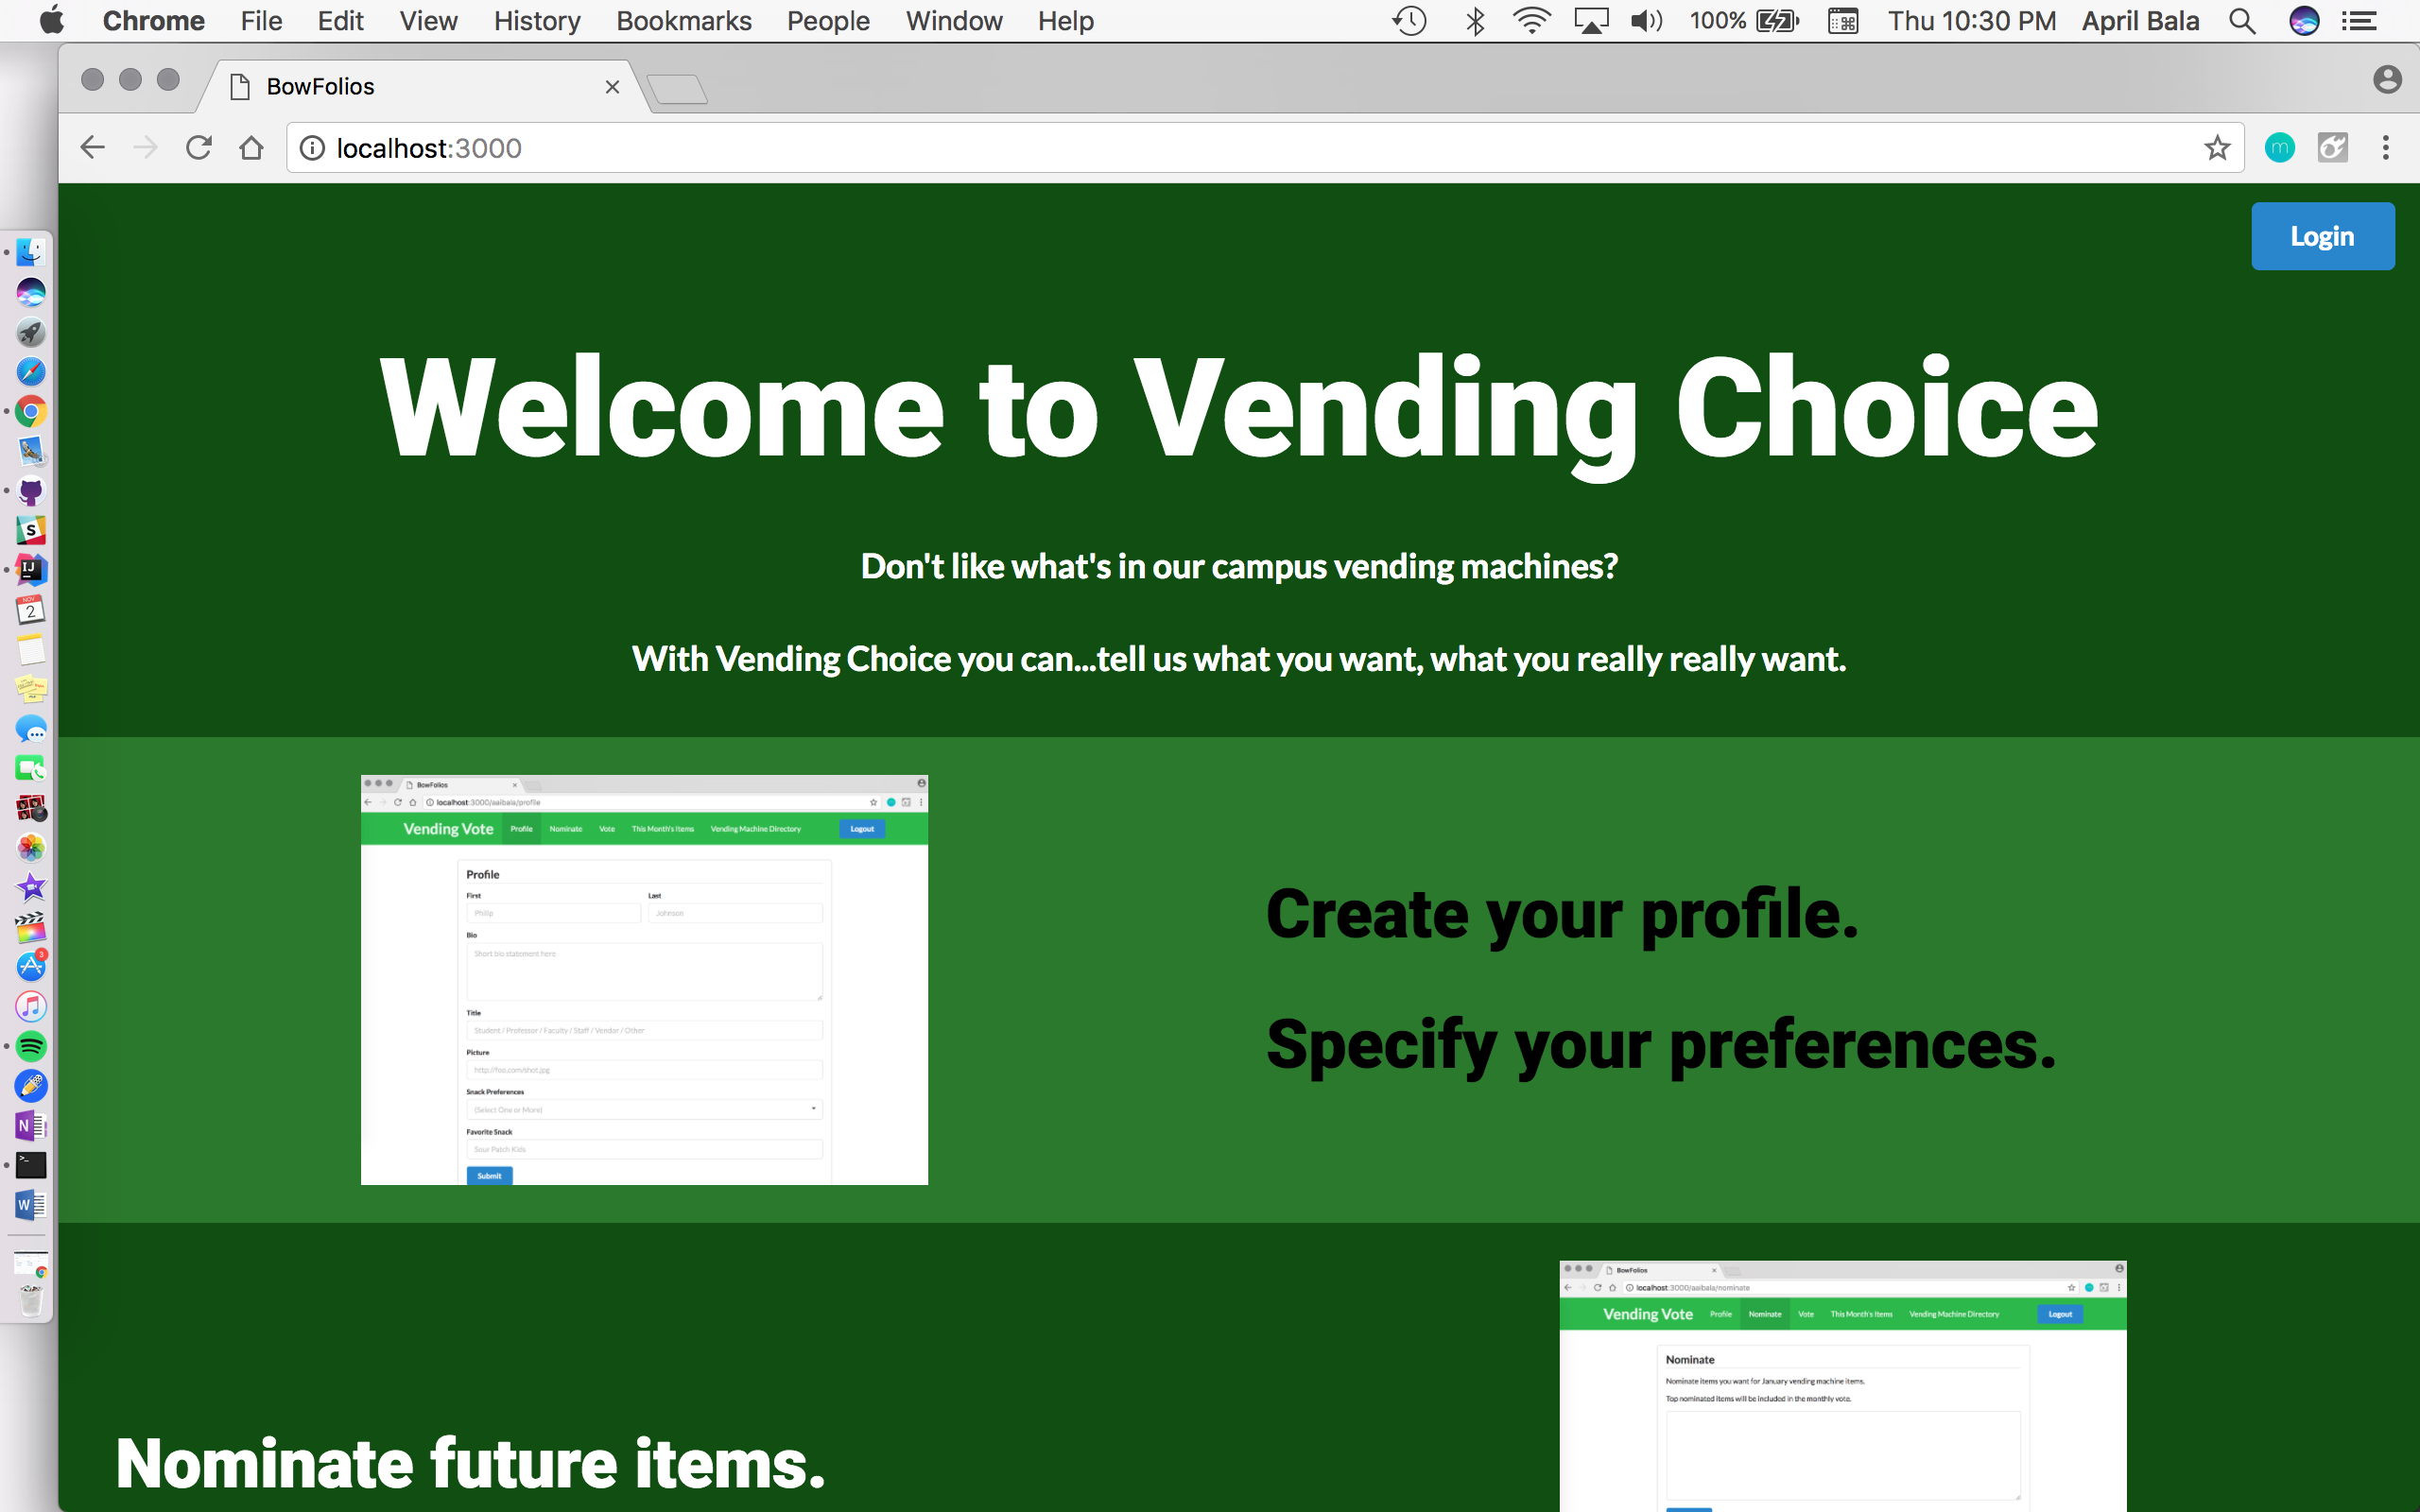 Chrome File Edit View History Bookmarks People Window Help 100% Thu 10:30 PM April Bala
BowFolios
localhost:3000
Login
Welcome to Vending Choice
Don't like what's in our campus vending machines?
With Vending Choice you can...tell us what you want, what you really really want.
BowFolios
localhost:3000/aaibala/profile
Vending Vote Profile Nominate Vote This Month's Items Vending Machine Directory Logout
Profile
First Last
Philip Johnson
Bio
Short bio statement here
Title
Student / Professor / Faculty / Staff / Vendor / Other
Picture
http://foo.com/shot.jpg
Snack Preferences
(Select One or More)
Favorite Snack
Sour Patch Kids
Submit
Create your profile.
Specify your preferences.
Nominate future items.
BowFolios
localhost:3000/aaibala/nominate
Vending Vote Profile Nominate Vote This Month's Items Vending Machine Directory Logout
Nominate
Nominate items you want for January vending machine items.
Top nominated items will be included in the monthly vote.
m
S
IJ
NOV
2
3
N
W